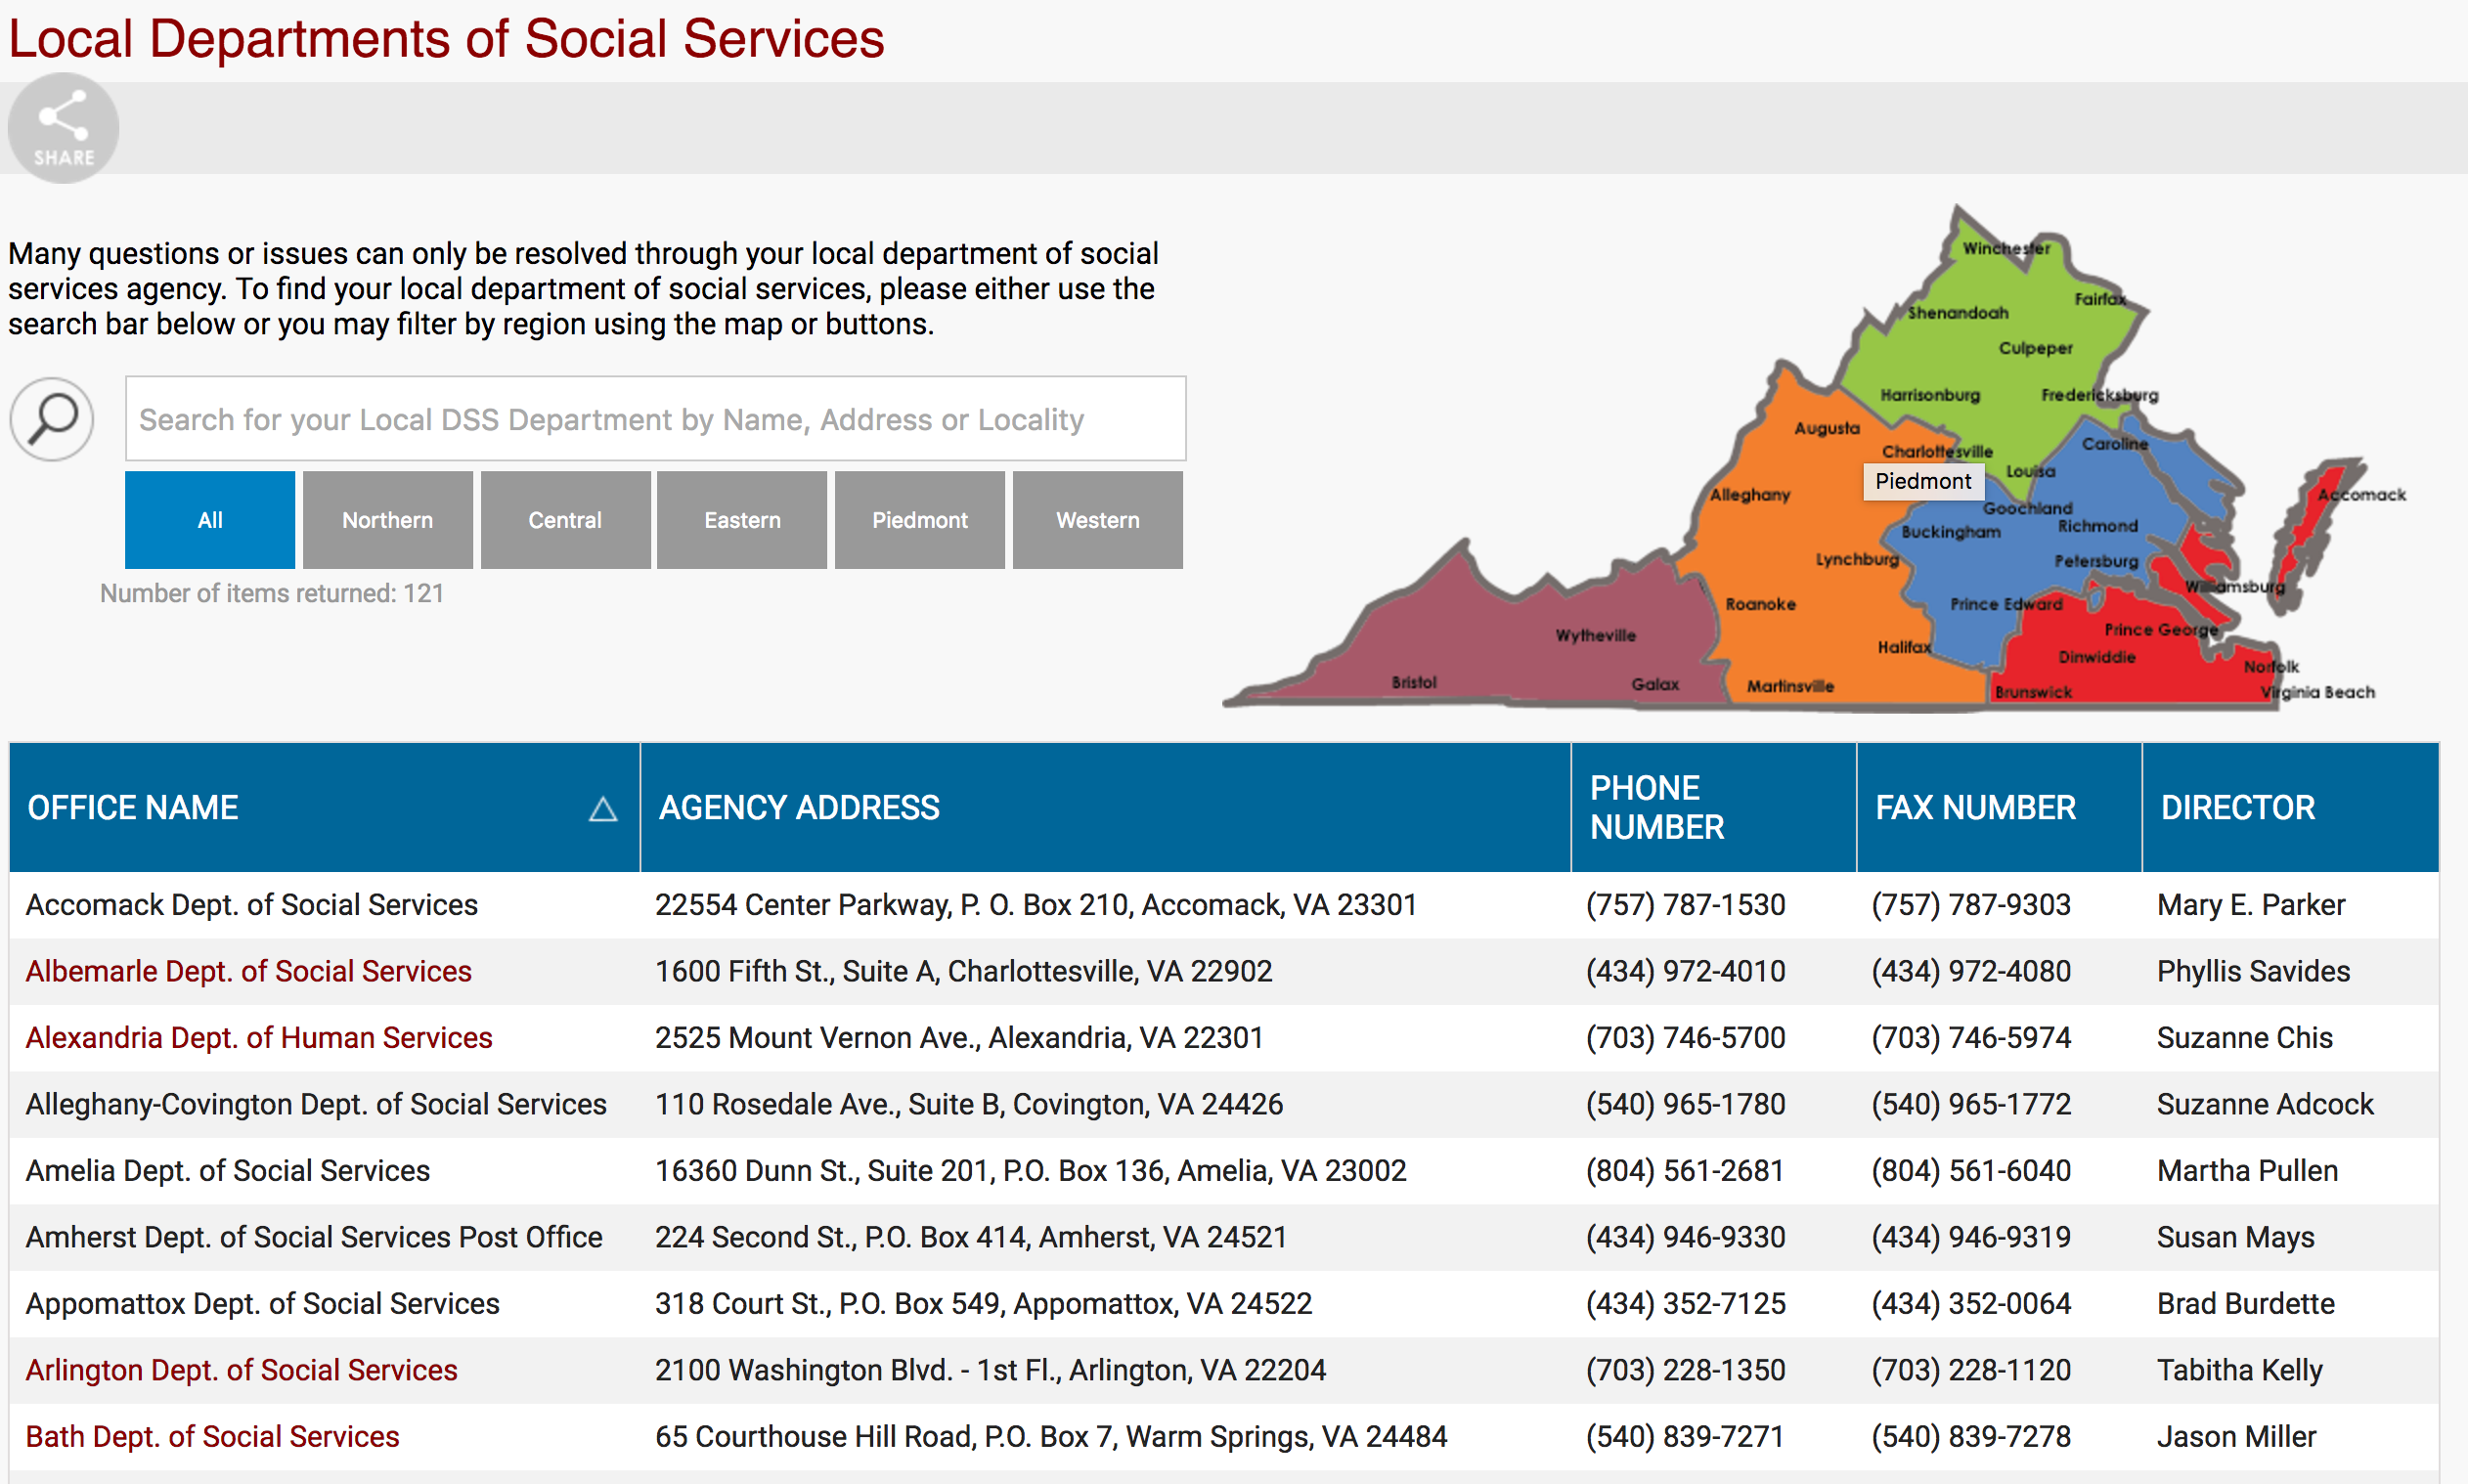 Local Departments of Social Services
SHARE
Many questions or issues can only be resolved through your local department of social
services agency. To find your local department of social services, please either use the
search bar below or you may filter by region using the map or buttons.
Search for your Local DSS Department by Name, Address or Locality
All Northern Central Eastern Piedmont Western
Number of items returned: 121
Winchester
Fairfax
Shenandoah
Culpeper
Harrisonburg
Fredericksburg
Augusta
Caroline
Charlottesville
Louisa
Piedmont
Alleghany
Accomack
Goochland
Richmond
Buckingham
Lynchburg
Petersburg
Williamsburg
Roanoke
Prince Edward
Prince George
Wytheville
Halifax
Dinwiddie
Norfolk
Bristol
Galax
Martinsville
Brunswick
Virginia Beach
OFFICE NAME AGENCY ADDRESS PHONE NUMBER FAX NUMBER DIRECTOR
Accomack Dept. of Social Services 22554 Center Parkway, P. O. Box 210, Accomack, VA 23301 (757) 787-1530 (757) 787-9303 Mary E. Parker
Albemarle Dept. of Social Services 1600 Fifth St., Suite A, Charlottesville, VA 22902 (434) 972-4010 (434) 972-4080 Phyllis Savides
Alexandria Dept. of Human Services 2525 Mount Vernon Ave., Alexandria, VA 22301 (703) 746-5700 (703) 746-5974 Suzanne Chis
Alleghany-Covington Dept. of Social Services 110 Rosedale Ave., Suite B, Covington, VA 24426 (540) 965-1780 (540) 965-1772 Suzanne Adcock
Amelia Dept. of Social Services 16360 Dunn St., Suite 201, P.O. Box 136, Amelia, VA 23002 (804) 561-2681 (804) 561-6040 Martha Pullen
Amherst Dept. of Social Services Post Office 224 Second St., P.O. Box 414, Amherst, VA 24521 (434) 946-9330 (434) 946-9319 Susan Mays
Appomattox Dept. of Social Services 318 Court St., P.O. Box 549, Appomattox, VA 24522 (434) 352-7125 (434) 352-0064 Brad Burdette
Arlington Dept. of Social Services 2100 Washington Blvd. - 1st Fl., Arlington, VA 22204 (703) 228-1350 (703) 228-1120 Tabitha Kelly
Bath Dept. of Social Services 65 Courthouse Hill Road, P.O. Box 7, Warm Springs, VA 24484 (540) 839-7271 (540) 839-7278 Jason Miller